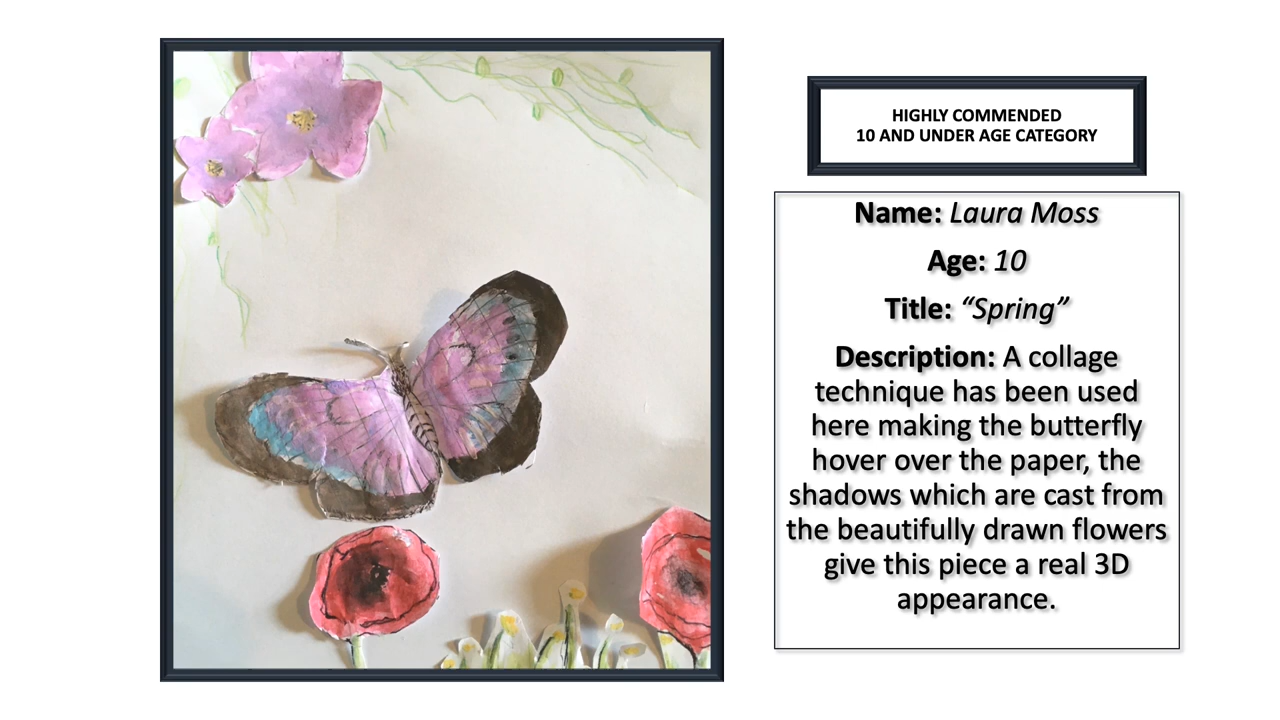 HIGHLY COMMENDED
10 AND UNDER AGE CATEGORY
Name: Laura Moss
Age: 10
Title: “Spring”
Description: A collage
technique has been used
here making the butterfly
hover over the paper, the
shadows which are cast from
the beautifully drawn flowers
give this piece a real 3D
appearance.